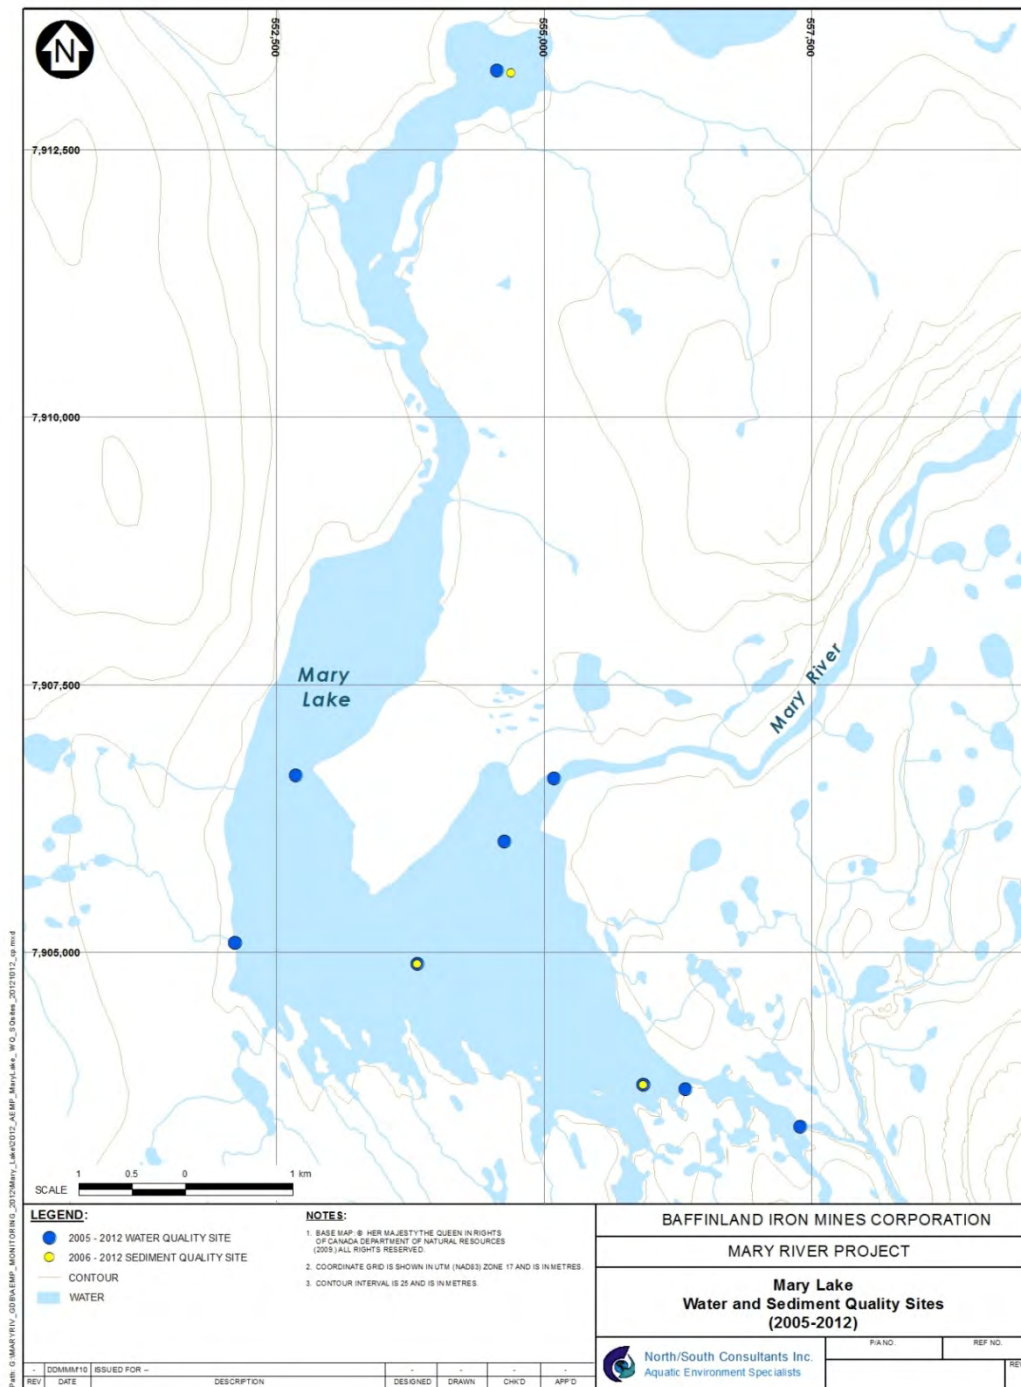 N
552,500
555,000
557,500
7,912,500
7,910,000
7,907,500
7,905,000
Mary
Lake
Mary River
SCALE
1 0.5 0 1 km
LEGEND:
2005 - 2012 WATER QUALITY SITE
2006 - 2012 SEDIMENT QUALITY SITE
CONTOUR
WATER
NOTES:
1. BASE MAP: © HER MAJESTY THE QUEEN IN RIGHTS
OF CANADA DEPARTMENT OF NATURAL RESOURCES
(2009.) ALL RIGHTS RESERVED.
2. COORDINATE GRID IS SHOWN IN UTM (NAD83) ZONE 17 AND IS IN METRES.
3. CONTOUR INTERVAL IS 25 AND IS IN METRES.
BAFFINLAND IRON MINES CORPORATION
MARY RIVER PROJECT
Mary Lake
Water and Sediment Quality Sites
(2005-2012)
North/South Consultants Inc.
Aquatic Environment Specialists
P/A NO.
REF NO.
REV
- DDMMM'10 ISSUED FOR -- - - - -
REV DATE DESCRIPTION DESIGNED DRAWN CHK'D APP'D